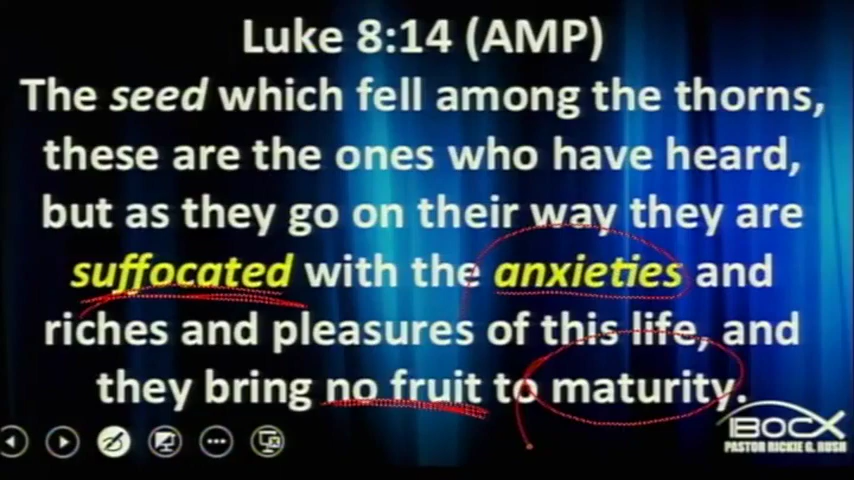 Luke 8:14 (AMP)
The seed which fell among the thorns,
these are the ones who have heard,
but as they go on their way they are
suffocated with the anxieties and
riches and pleasures of this life, and
they bring no fruit to maturity.
IBOCX
PASTOR RICKIE G. RUSH